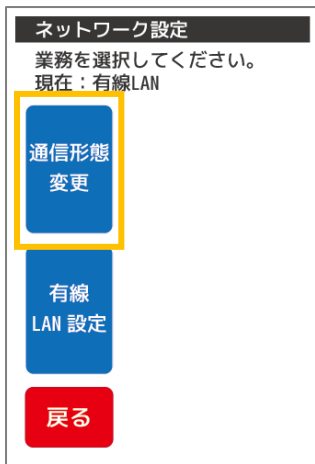 ネットワーク設定
業務を選択してください。
現在：有線LAN
通信形態
変更
有線
LAN 設定
戻る